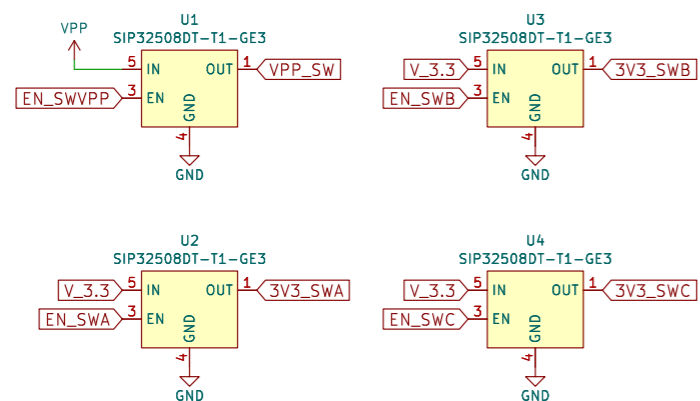 VPP
U1
SIP32508DT-T1-GE3
5 IN OUT 1 VPP_SW
EN_SWVPP 3 EN
GND
4
GND
U3
SIP32508DT-T1-GE3
V_3.3 5 IN OUT 1 3V3_SWB
EN_SWB 3 EN
GND
4
GND
U2
SIP32508DT-T1-GE3
V_3.3 5 IN OUT 1 3V3_SWA
EN_SWA 3 EN
GND
4
GND
U4
SIP32508DT-T1-GE3
V_3.3 5 IN OUT 1 3V3_SWC
EN_SWC 3 EN
GND
4
GND